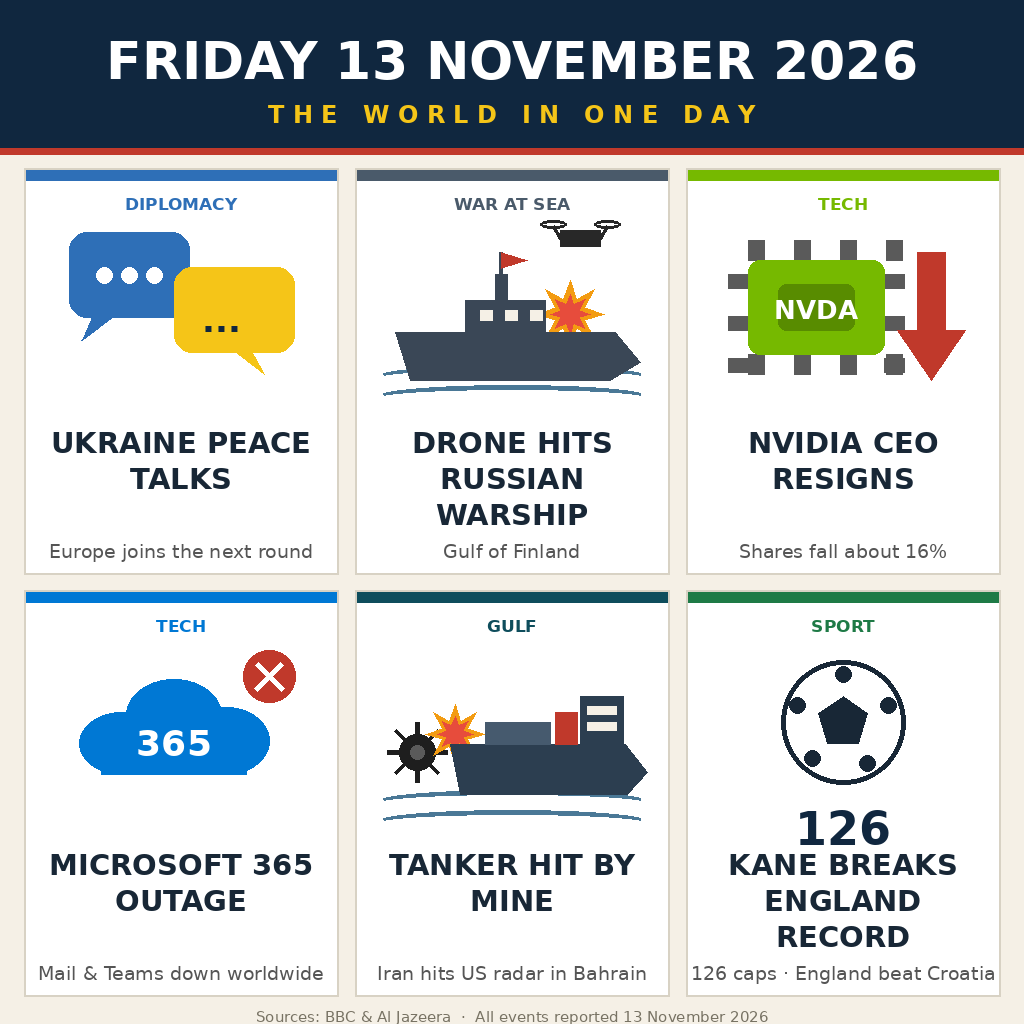 FRIDAY 13 NOVEMBER 2026
THE WORLD IN ONE DAY
DIPLOMACY
...
UKRAINE PEACE
TALKS
Europe joins the next round
WAR AT SEA
DRONE HITS
RUSSIAN
WARSHIP
Gulf of Finland
TECH
NVDA
NVIDIA CEO
RESIGNS
Shares fall about 16%
TECH
365
MICROSOFT 365
OUTAGE
Mail & Teams down worldwide
GULF
TANKER HIT BY
MINE
Iran hits US radar in Bahrain
SPORT
126
KANE BREAKS
ENGLAND
RECORD
126 caps · England beat Croatia
Sources: BBC & Al Jazeera · All events reported 13 November 2026